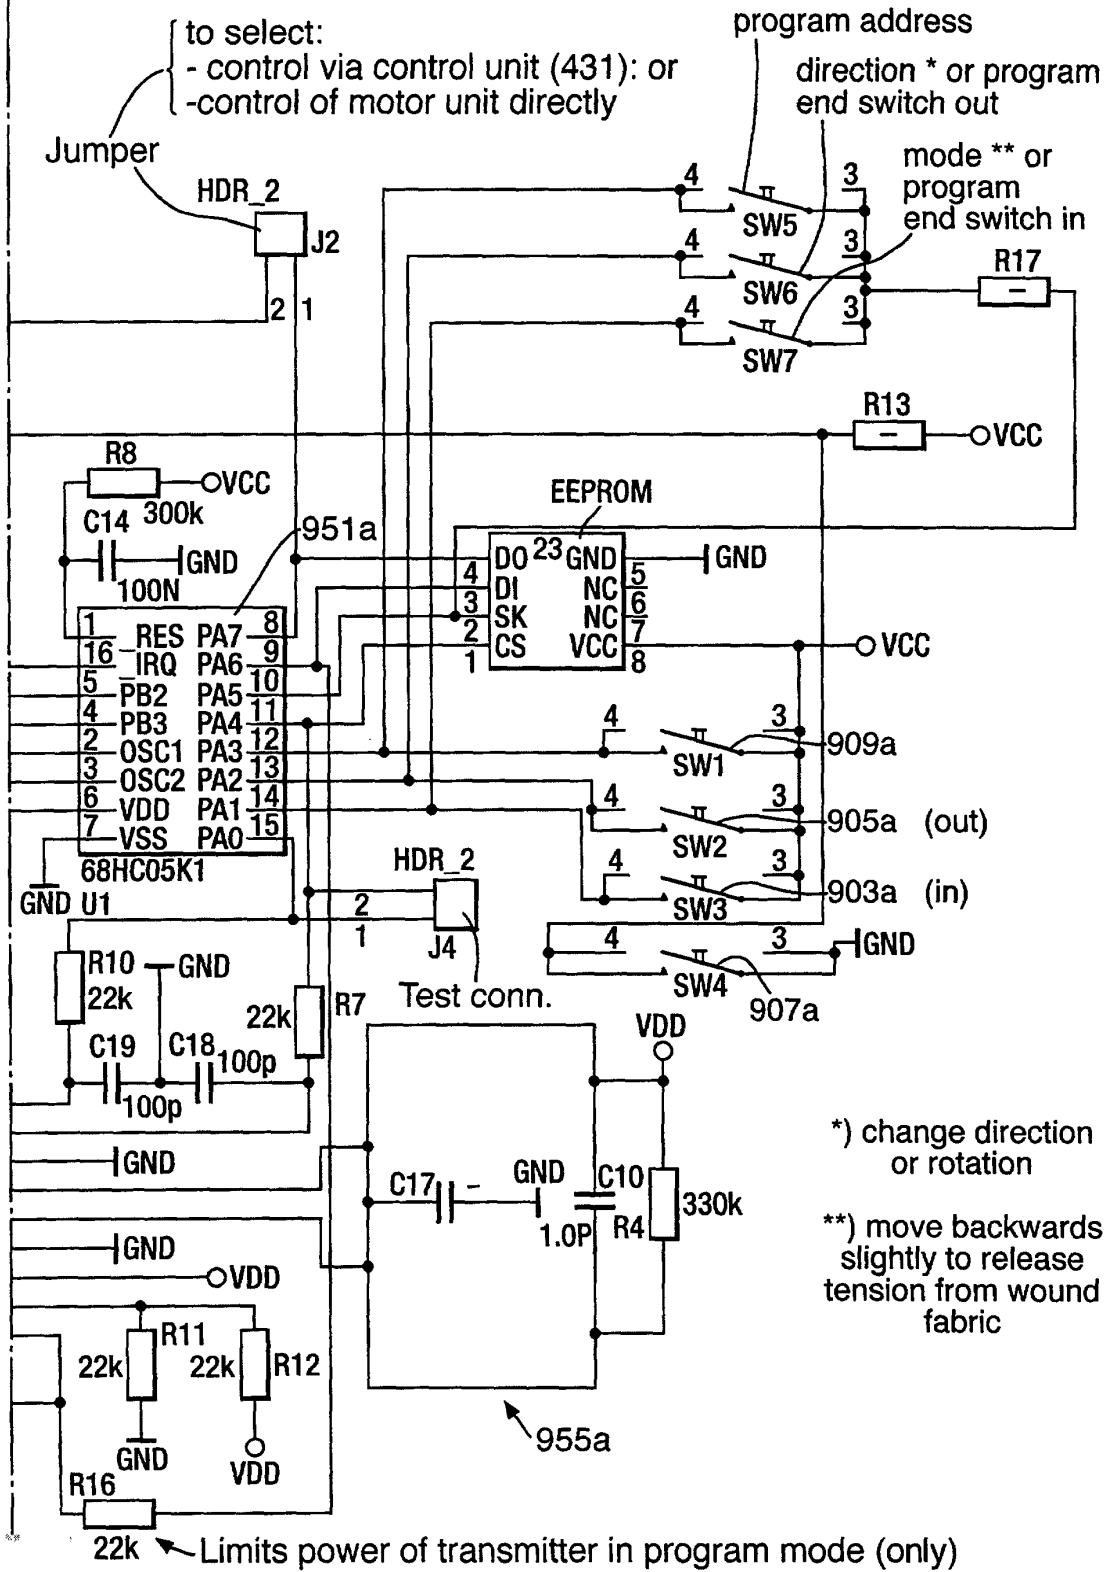 to select:
- control via control unit (431): or
-control of motor unit directly
Jumper
program address
direction * or program
end switch out
mode ** or
program
end switch in
HDR_2
J2
2 1
4 3
SW5
4 3
SW6
4 3
SW7
R17
–
R13
–
VCC
R8
VCC
300k
C14
GND
100N
951a
EEPROM
DO 23 GND
GND
4 DI NC 5
3 SK NC 6
2 CS VCC 7
1 8
VCC
1 _RES PA7 8
16 _IRQ PA6 9
5 PB2 PA5 10
4 PB3 PA4 11
2 OSC1 PA3 12
3 OSC2 PA2 13
6 VDD PA1 14
7 VSS PA0 15
68HC05K1
GND U1
4 3
SW1
909a
4 3
SW2
905a (out)
4 3
SW3
903a (in)
4 3
SW4
GND
907a
HDR_2
2
1
J4
Test conn.
R10
22k
GND
22k
R7
C19
100p
C18
100p
GND
VDD
C17
–
GND
C10
1.0P
R4
330k
GND
VDD
R11
22k
22k
R12
GND
VDD
955a
R16
22k
Limits power of transmitter in program mode (only)
*) change direction
or rotation
**) move backwards
slightly to release
tension from wound
fabric